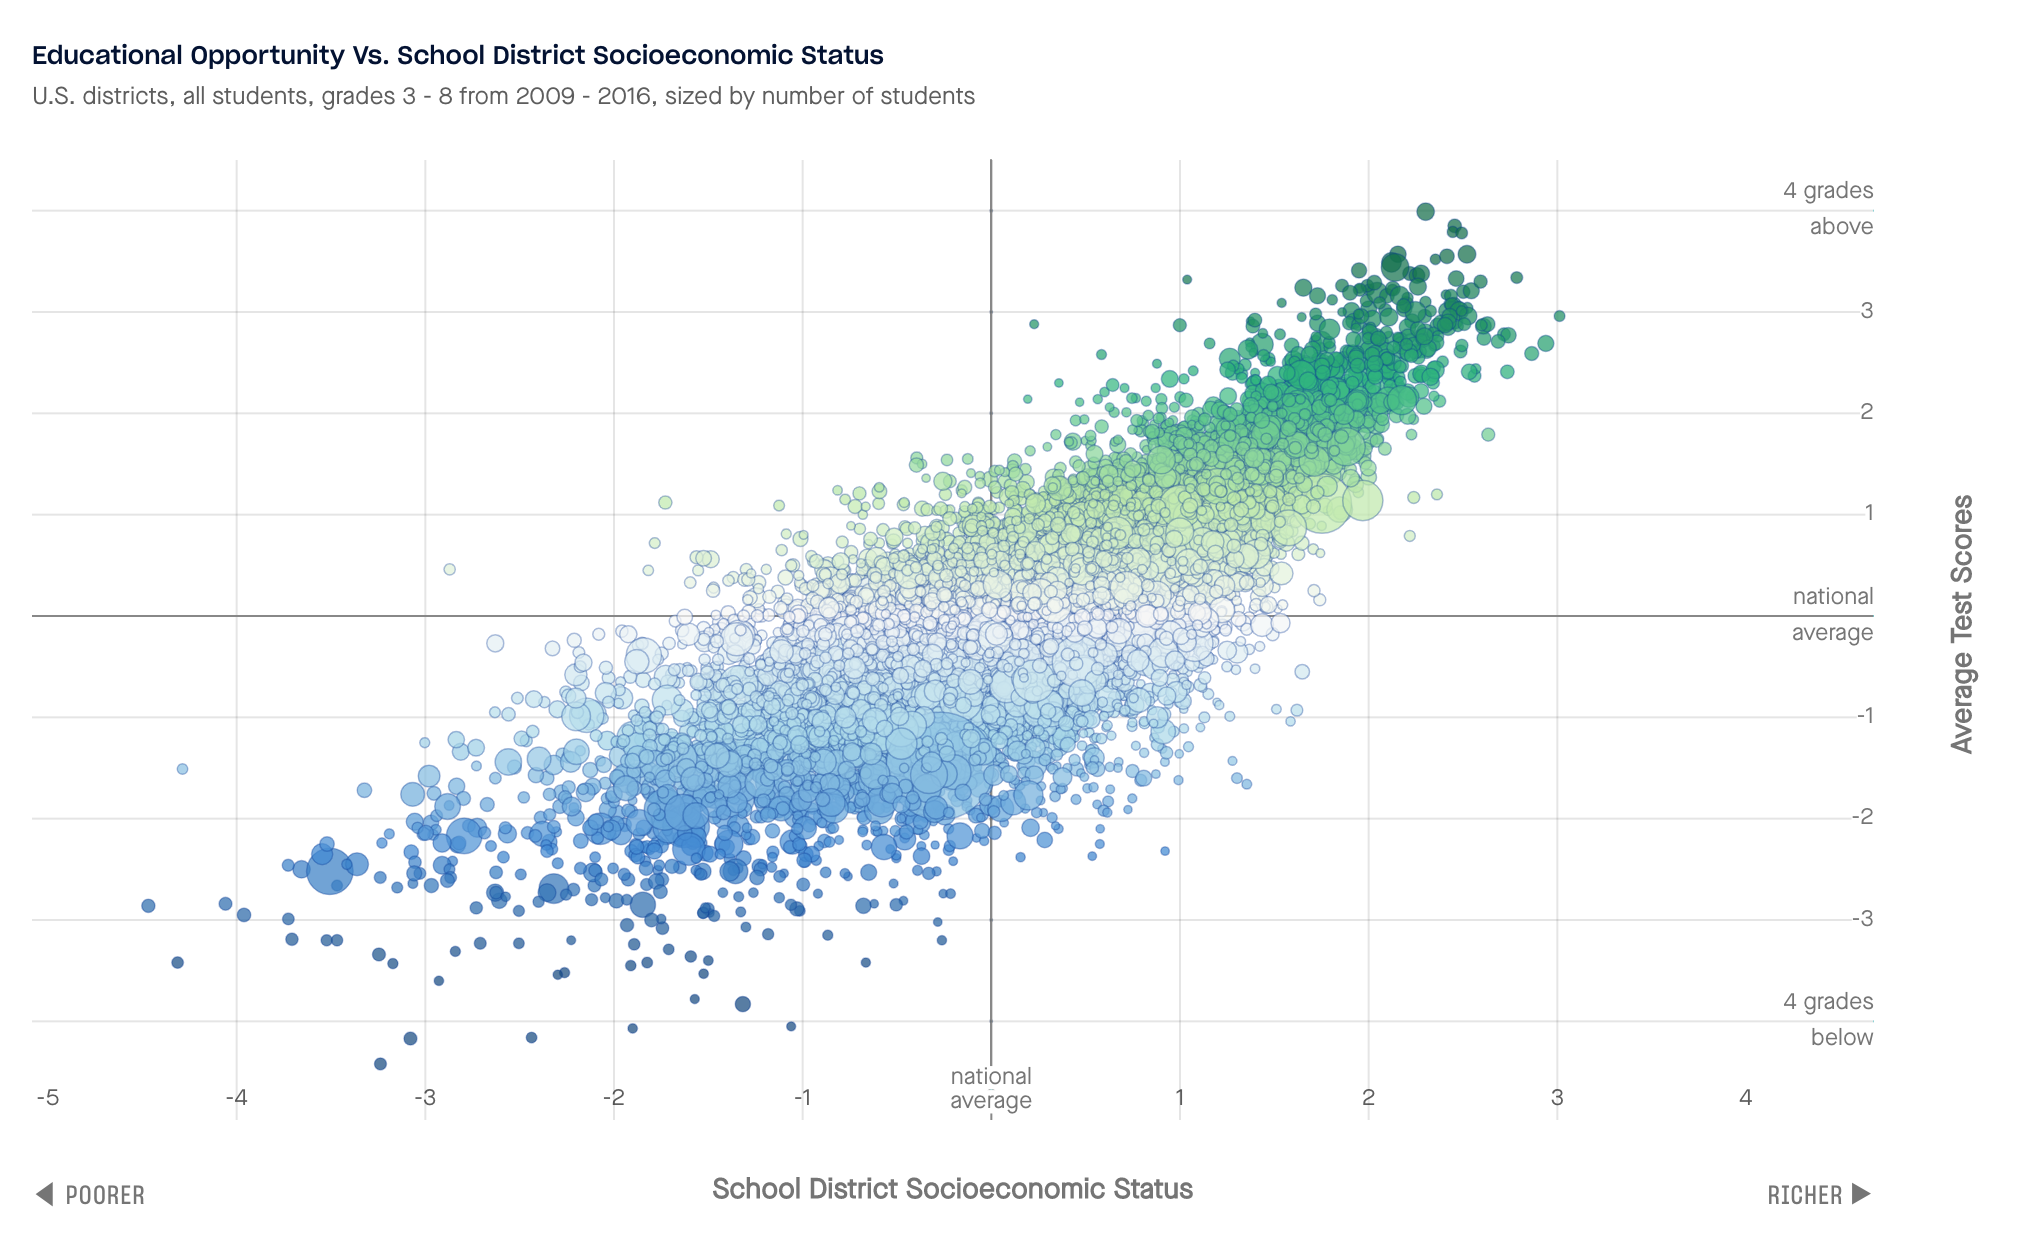 Educational Opportunity Vs. School District Socioeconomic Status
U.S. districts, all students, grades 3 - 8 from 2009 - 2016, sized by number of students
4 grades
above
3
2
1
national
average
-1
-2
-3
4 grades
below
Average Test Scores
-5
-4
-3
-2
-1
national
average
1
2
3
4
POORER
School District Socioeconomic Status
RICHER